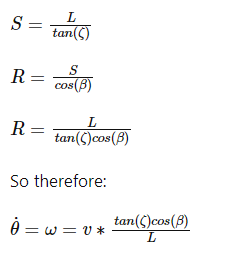 S = L / tan(ζ)
R = S / cos(β)
R = L / tan(ζ)cos(β)
So therefore:
θ̇ = ω = v * tan(ζ)cos(β) / L